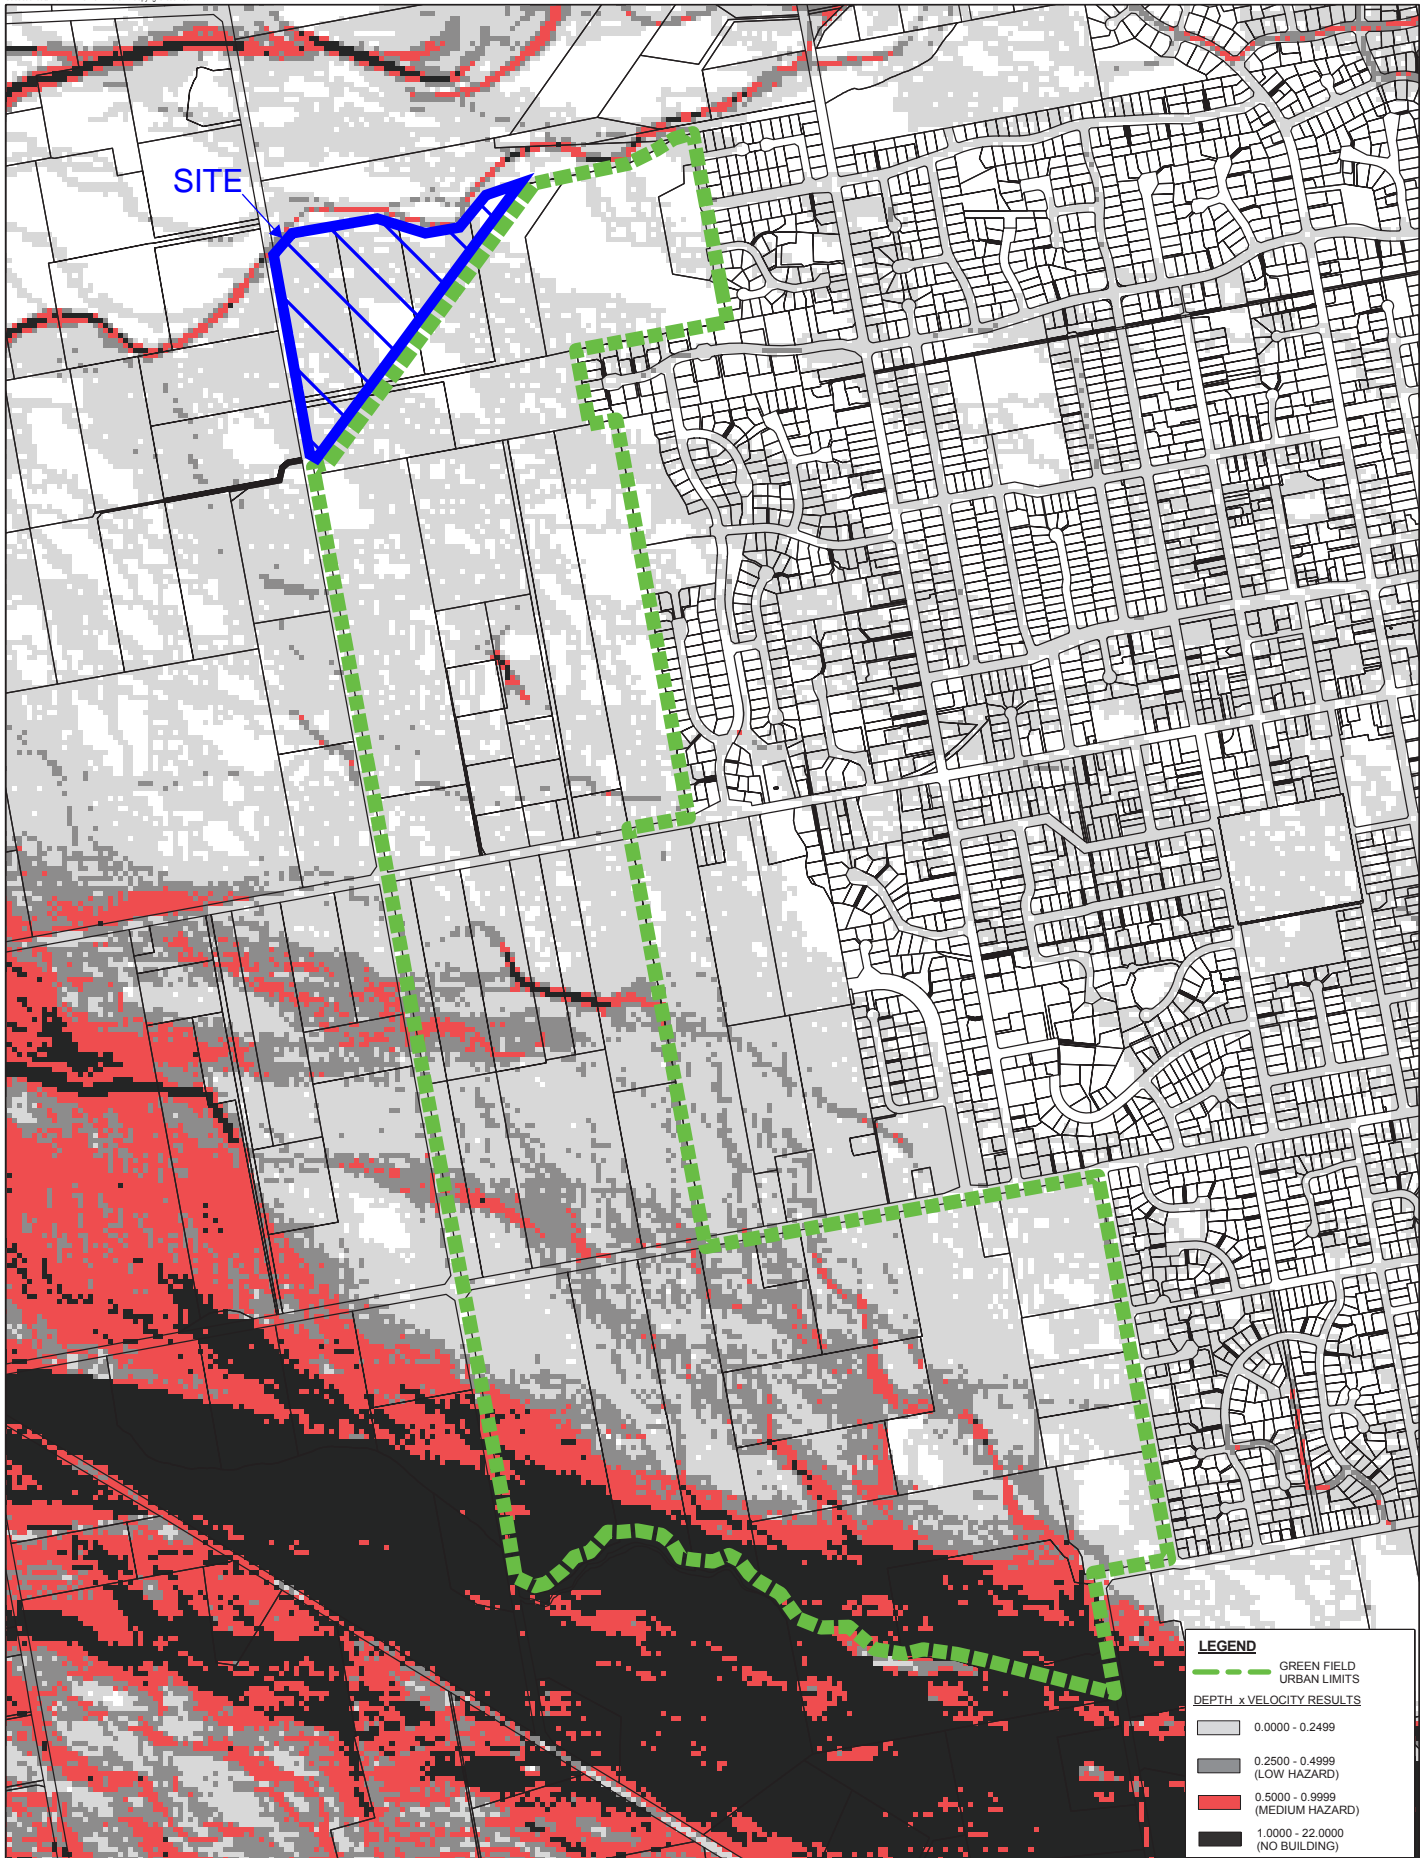 SITE
LEGEND
GREEN FIELD
URBAN LIMITS
DEPTH x VELOCITY RESULTS
0.0000 - 0.2499
0.2500 - 0.4999
(LOW HAZARD)
0.5000 - 0.9999
(MEDIUM HAZARD)
1.0000 - 22.0000
(NO BUILDING)